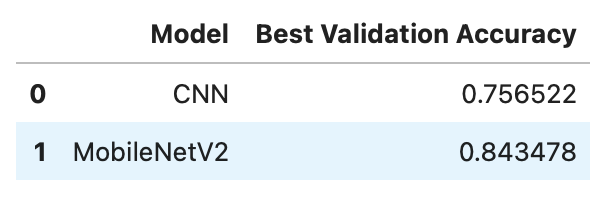 Model Best Validation Accuracy
0 CNN 0.756522
1 MobileNetV2 0.843478